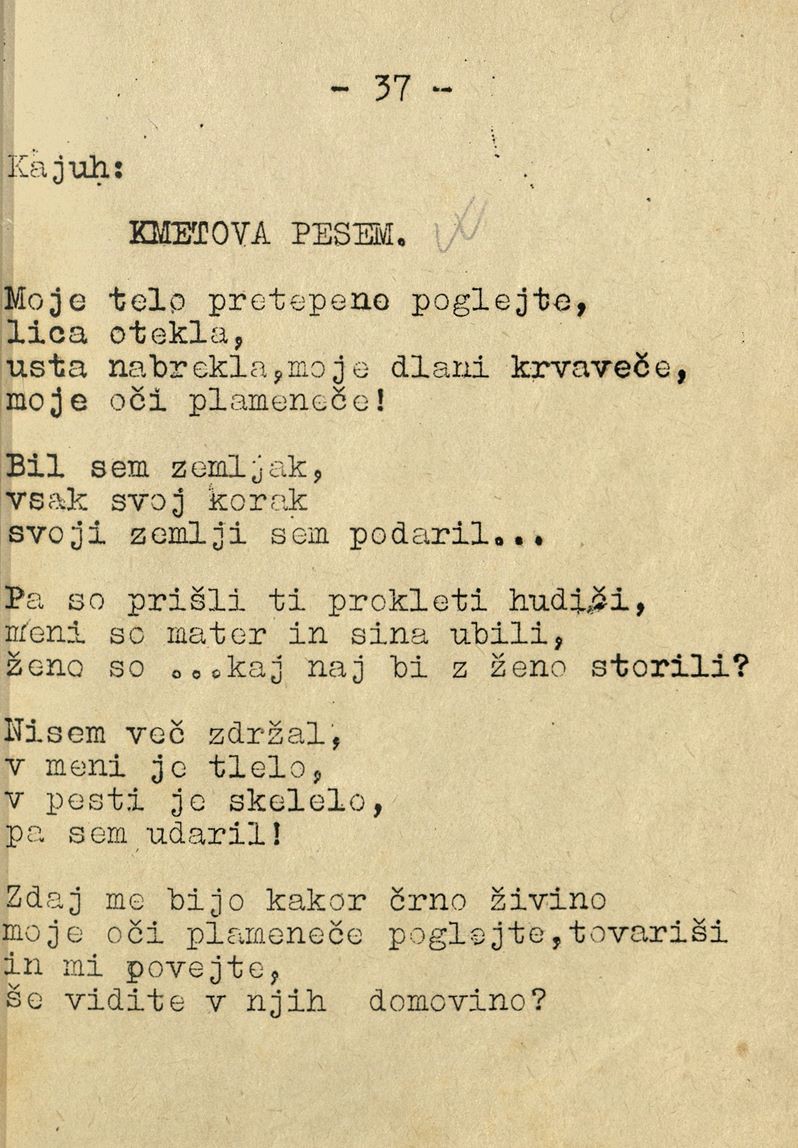 - 37 -
Kajuh:
KMETOVA PESEM.
Moje telo pretepeno poglejte,
lica otekla,
usta nabrekla,moje dlani krvaveče,
moje oči plameneče!
Bil sem zemljak,
vsak svoj korak
svoji zemlji sem podaril...
Pa so prišli ti prokleti hudiči,
meni so mater in sina ubili,
ženo so ...kaj naj bi z ženo storili?
Nisem več zdržal,
v meni je tlelo,
v pesti je skelelo,
pa sem udaril!
Zdaj me bijo kakor črno živino
moje oči plameneče poglejte,tovariši
in mi povejte,
še vidite v njih domovino?